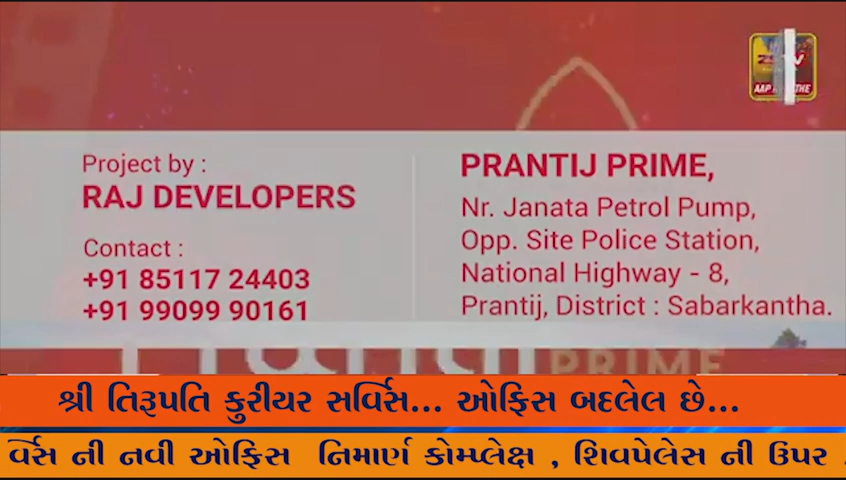 Project by :
RAJ DEVELOPERS
Contact :
+91 85117 24403
+91 99099 90161
PRANTIJ PRIME,
Nr. Janata Petrol Pump,
Opp. Site Police Station,
National Highway - 8,
Prantij, District : Sabarkantha.
PRIME
શ્રી તિરૂપતિ કુરીયર સર્વિસ... ઓફિસ બદલેલ છે...
ર્વિસ ની નવી ઓફિસ નિમાર્ણ કોમ્પ્લેક્ષ , શિવપેલેસ ની ઉપર